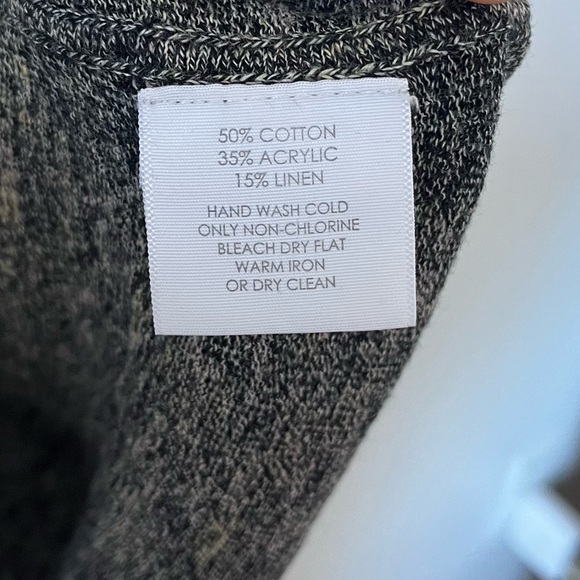 50% COTTON
35% ACRYLIC
15% LINEN
HAND WASH COLD
ONLY NON-CHLORINE
BLEACH DRY FLAT
WARM IRON
OR DRY CLEAN